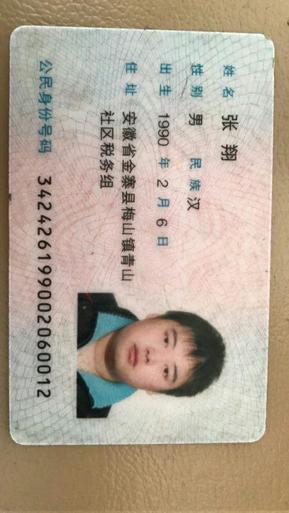 姓名 张翔
性别 男 民族 汉
出生 1990 年 2 月 6 日
住址 安徽省金寨县梅山镇青山
社区税务组
公民身份号码 342426199002060012